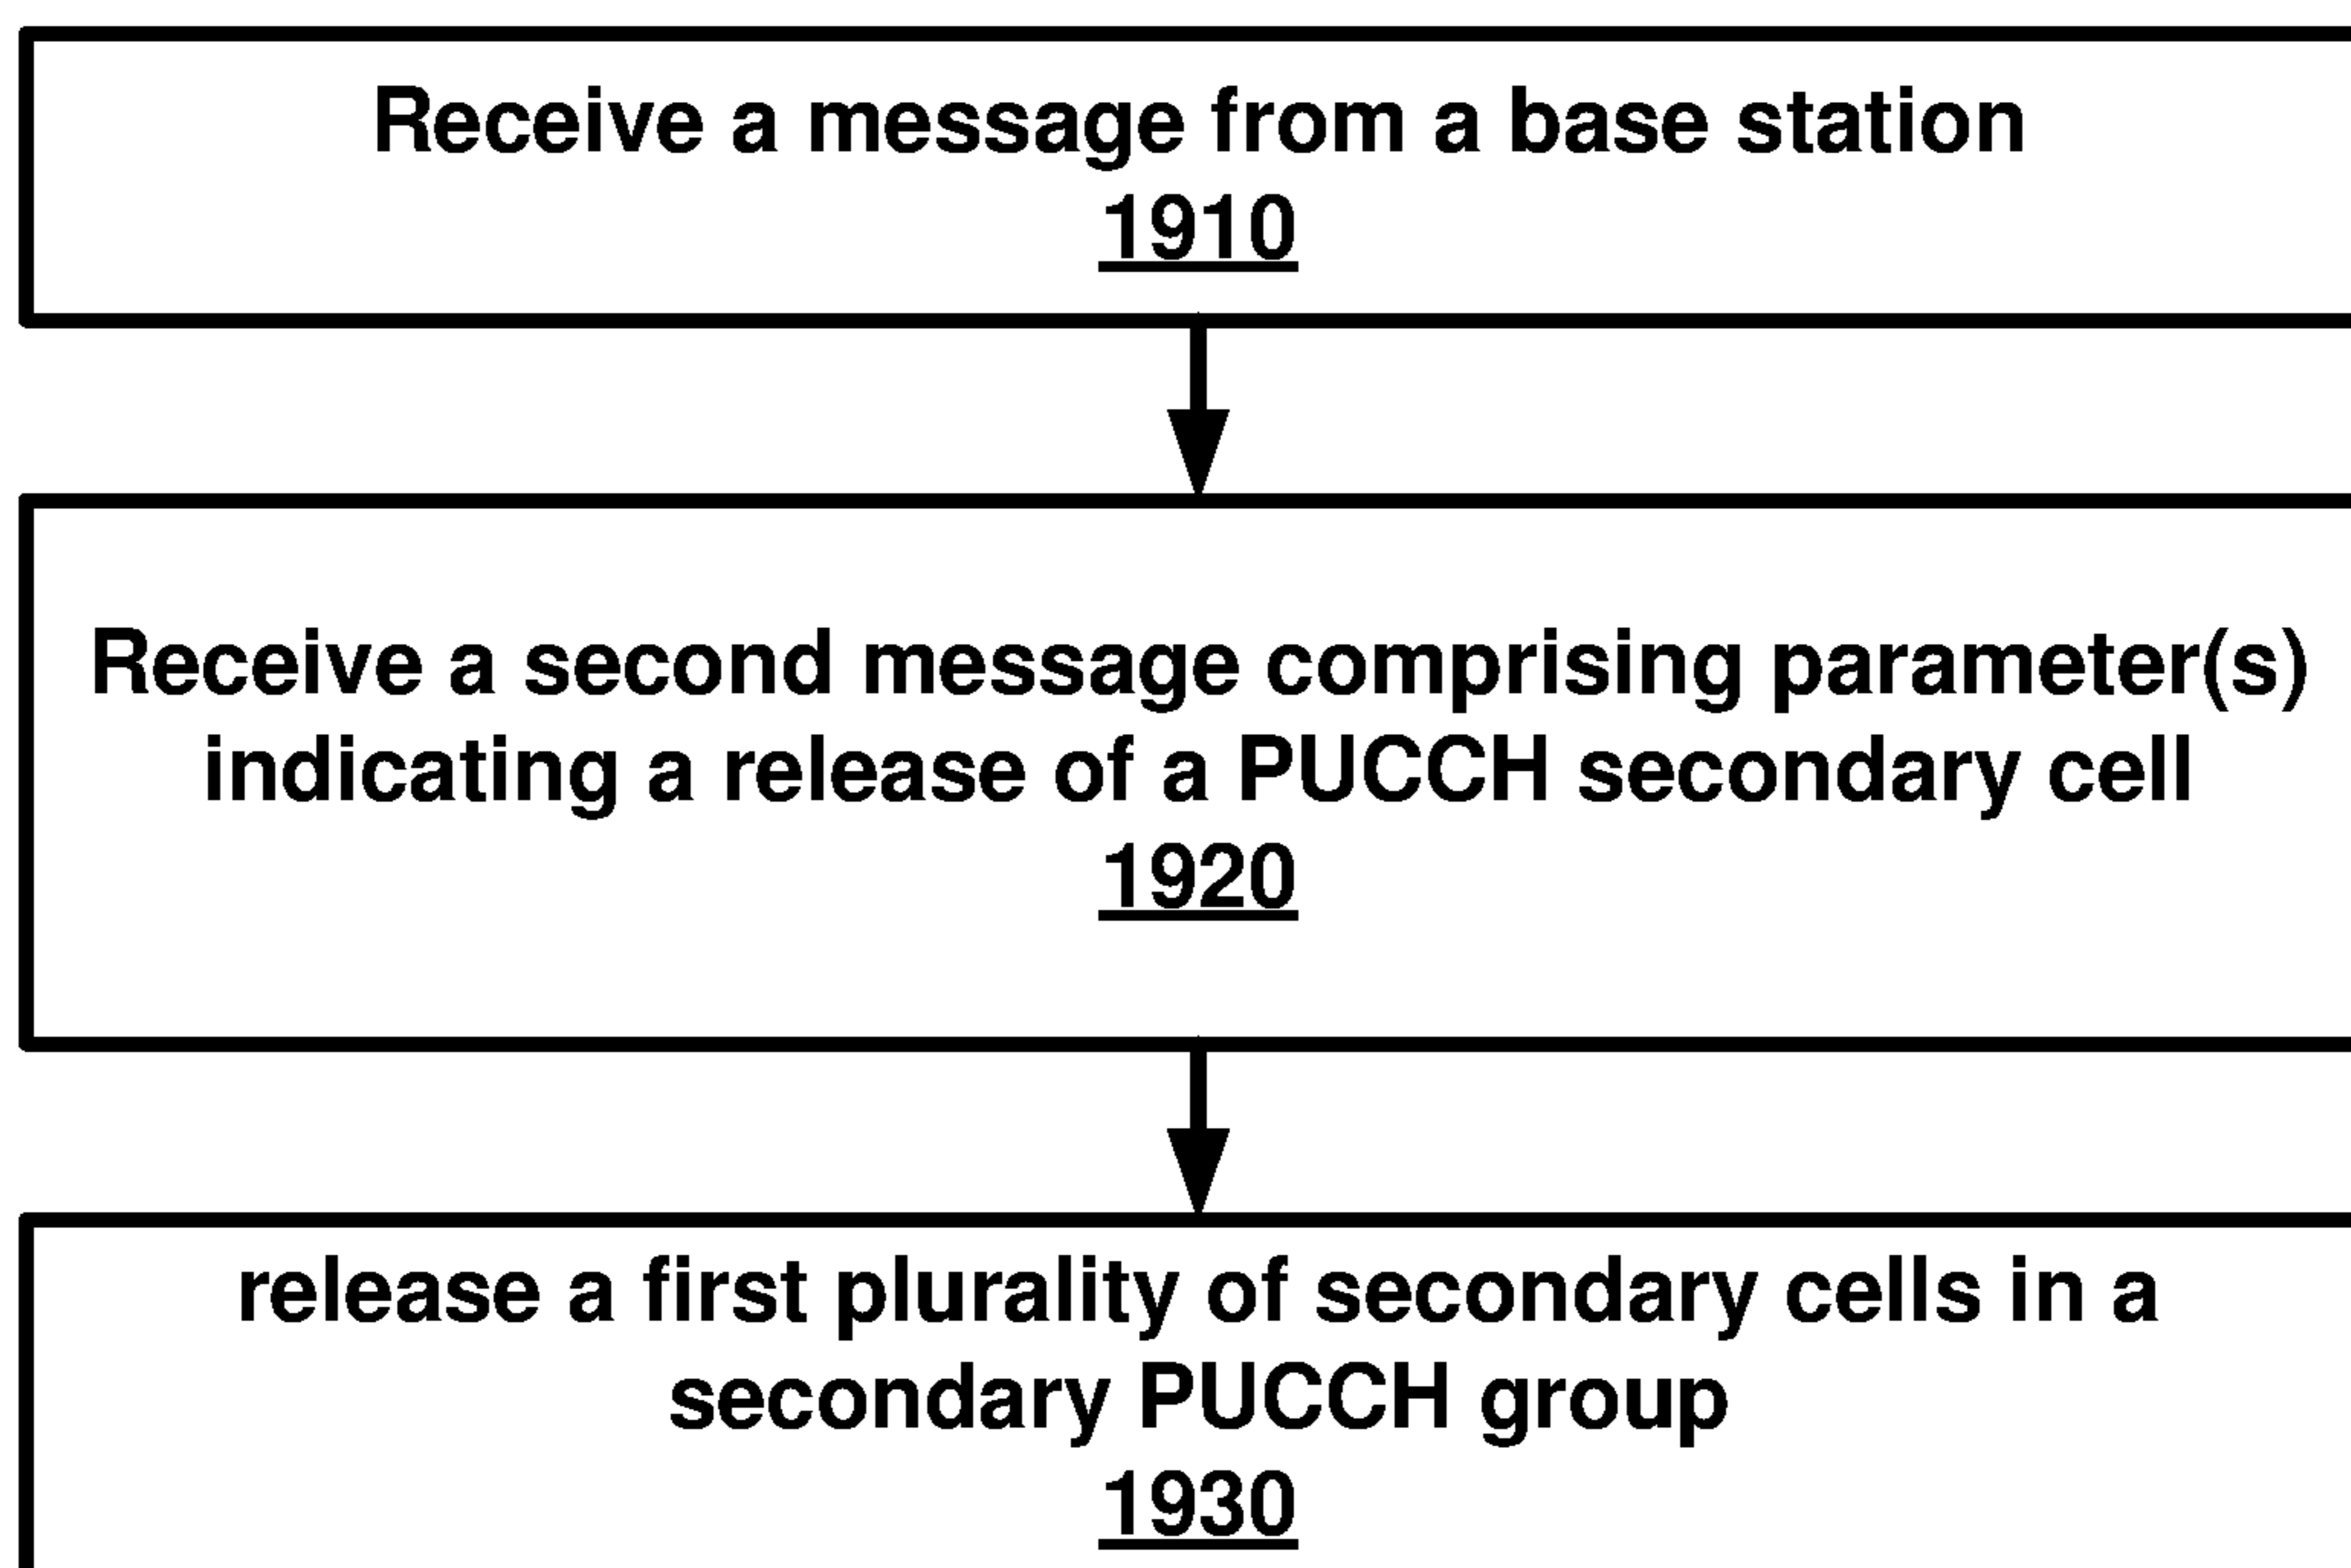 Receive a message from a base station
1910
Receive a second message comprising parameter(s)
indicating a release of a PUCCH secondary cell
1920
release a first plurality of secondary cells in a
secondary PUCCH group
1930